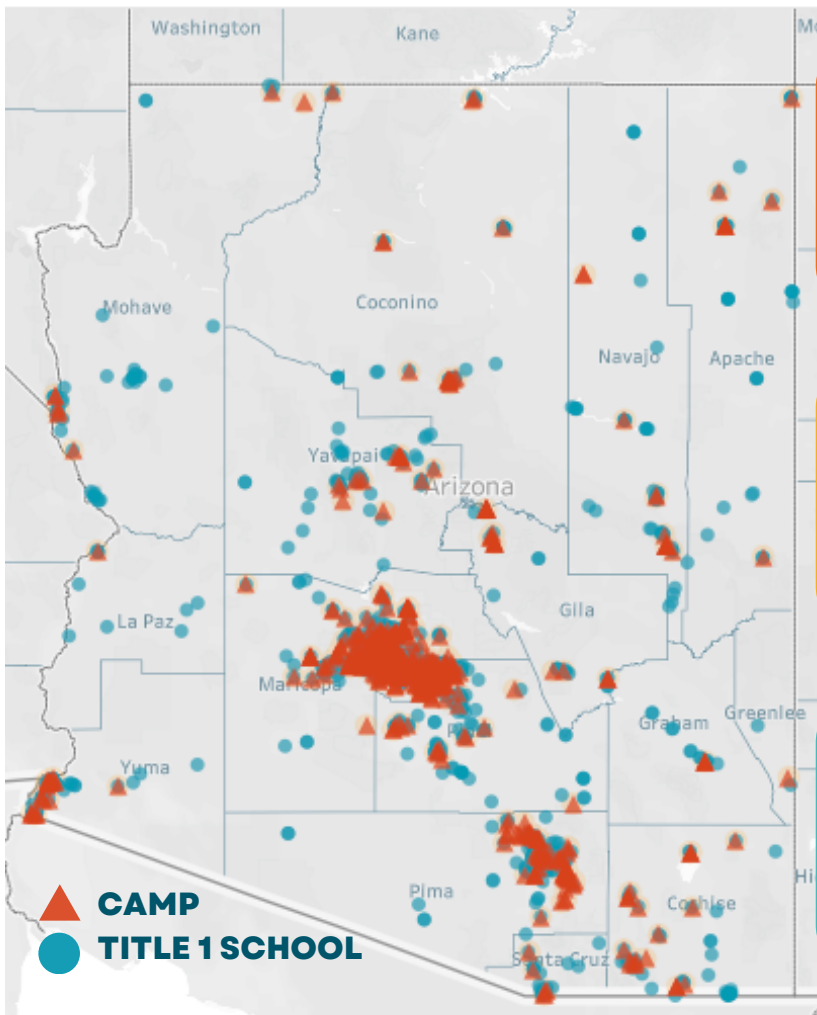 Washington
Kane
Mohave
Coconino
Navajo
Apache
Yavapai
Arizona
La Paz
Gila
Maricopa
Graham
Greenlee
Yuma
Pima
Cochise
Santa Cruz
CAMP
TITLE 1 SCHOOL